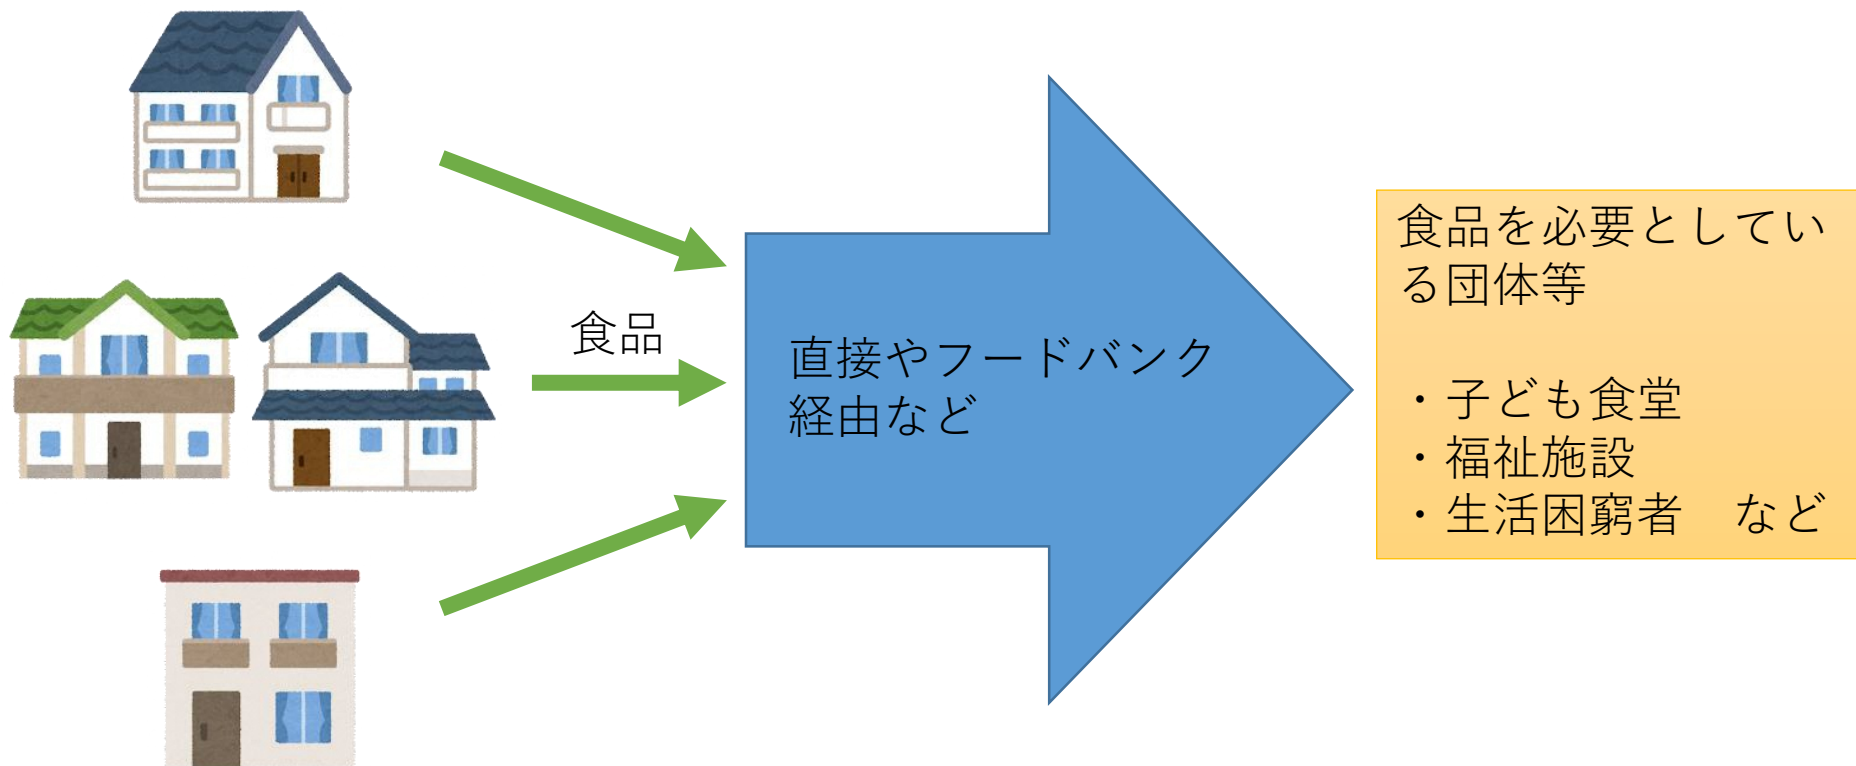 食品
直接やフードバンク
経由など
食品を必要としてい
る団体等
・子ども食堂
・福祉施設
・生活困窮者　など